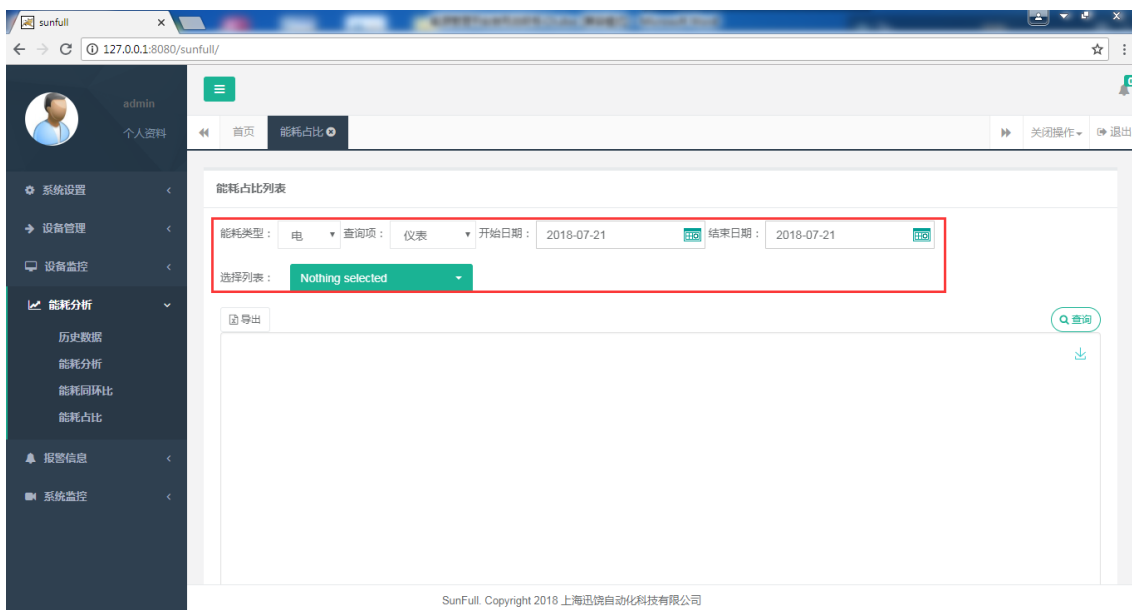 sunfull
127.0.0.1:8080/sunfull/
admin
个人资料
首页 能耗占比
关闭操作 退出
系统设置
设备管理
设备监控
能耗分析
历史数据
能耗分析
能耗同环比
能耗占比
报警信息
系统监控
能耗占比列表
能耗类型： 电 查询项： 仪表 开始日期： 2018-07-21 结束日期： 2018-07-21
选择列表： Nothing selected
导出 查询
SunFull. Copyright 2018 上海迅饶自动化科技有限公司